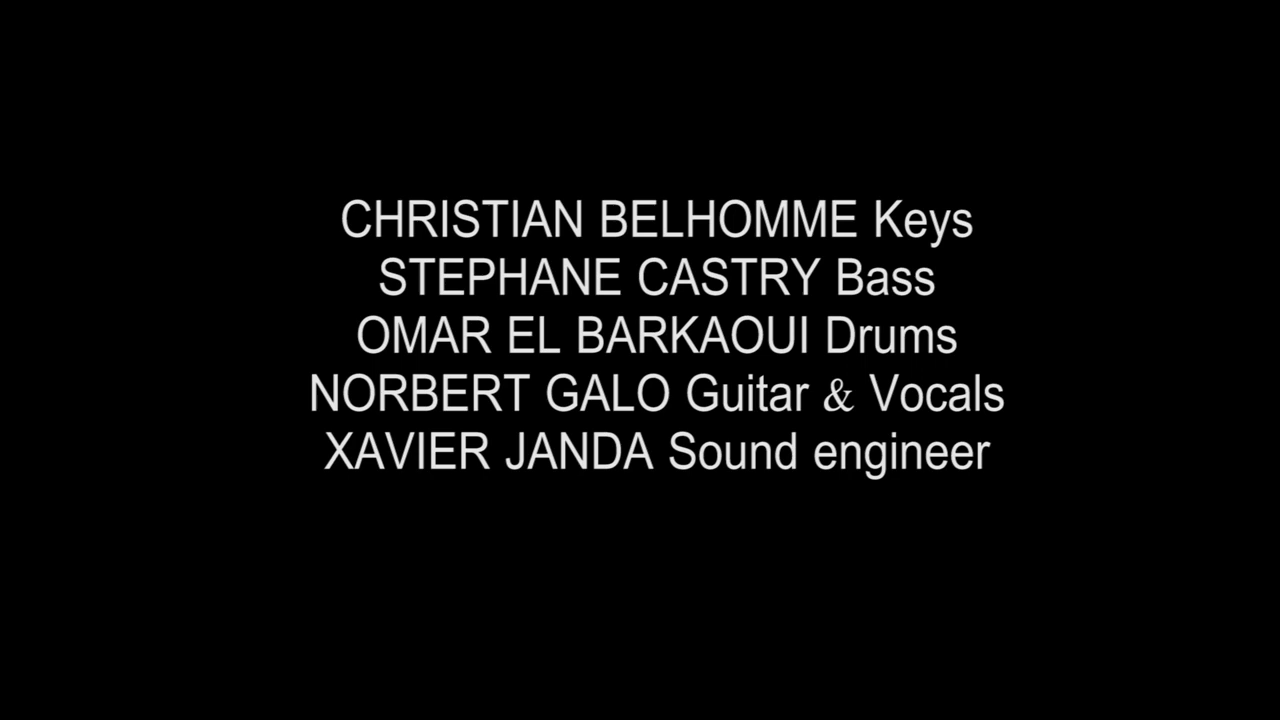 CHRISTIAN BELHOMME Keys
STEPHANE CASTRY Bass
OMAR EL BARKAOUI Drums
NORBERT GALO Guitar & Vocals
XAVIER JANDA Sound engineer